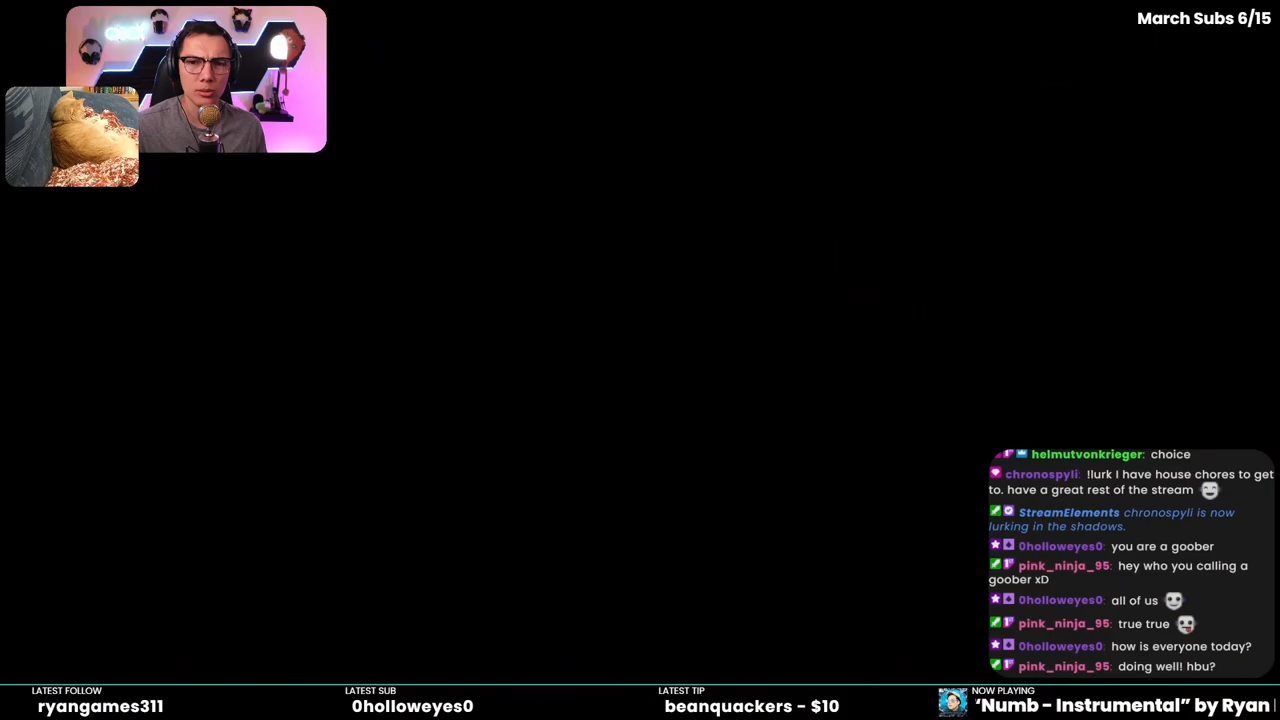 March Subs 6/15
helmutvonkrieger: choice
chronospyli: !lurk I have house chores to get
to. have a great rest of the stream
StreamElements chronospyli is now
lurking in the shadows.
0holloweyes0: you are a goober
pink_ninja_95: hey who you calling a
goober xD
0holloweyes0: all of us
pink_ninja_95: true true
0holloweyes0: how is everyone today?
pink_ninja_95: doing well! hbu?
LATEST FOLLOW
ryangames311
LATEST SUB
0holloweyes0
LATEST TIP
beanquackers - $10
NOW PLAYING
“Numb - Instrumental” by Ryan